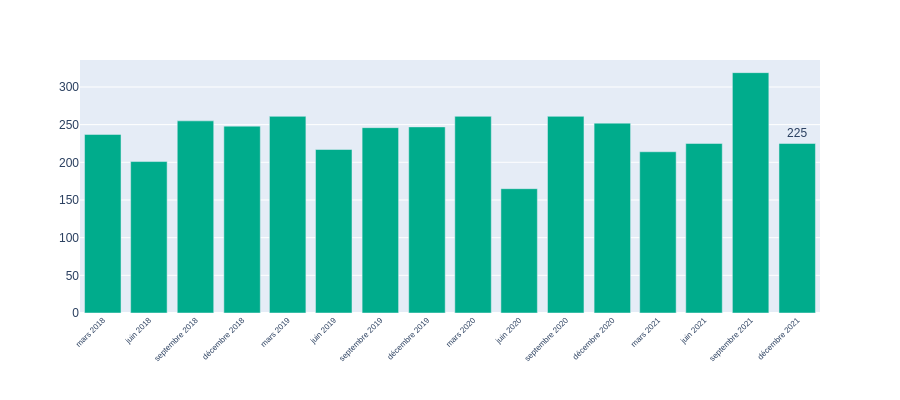 300
250
225
200
150
100
50
0
mars 2018
juin 2018
septembre 2018
décembre 2018
mars 2019
juin 2019
septembre 2019
décembre 2019
mars 2020
juin 2020
septembre 2020
décembre 2020
mars 2021
juin 2021
septembre 2021
décembre 2021